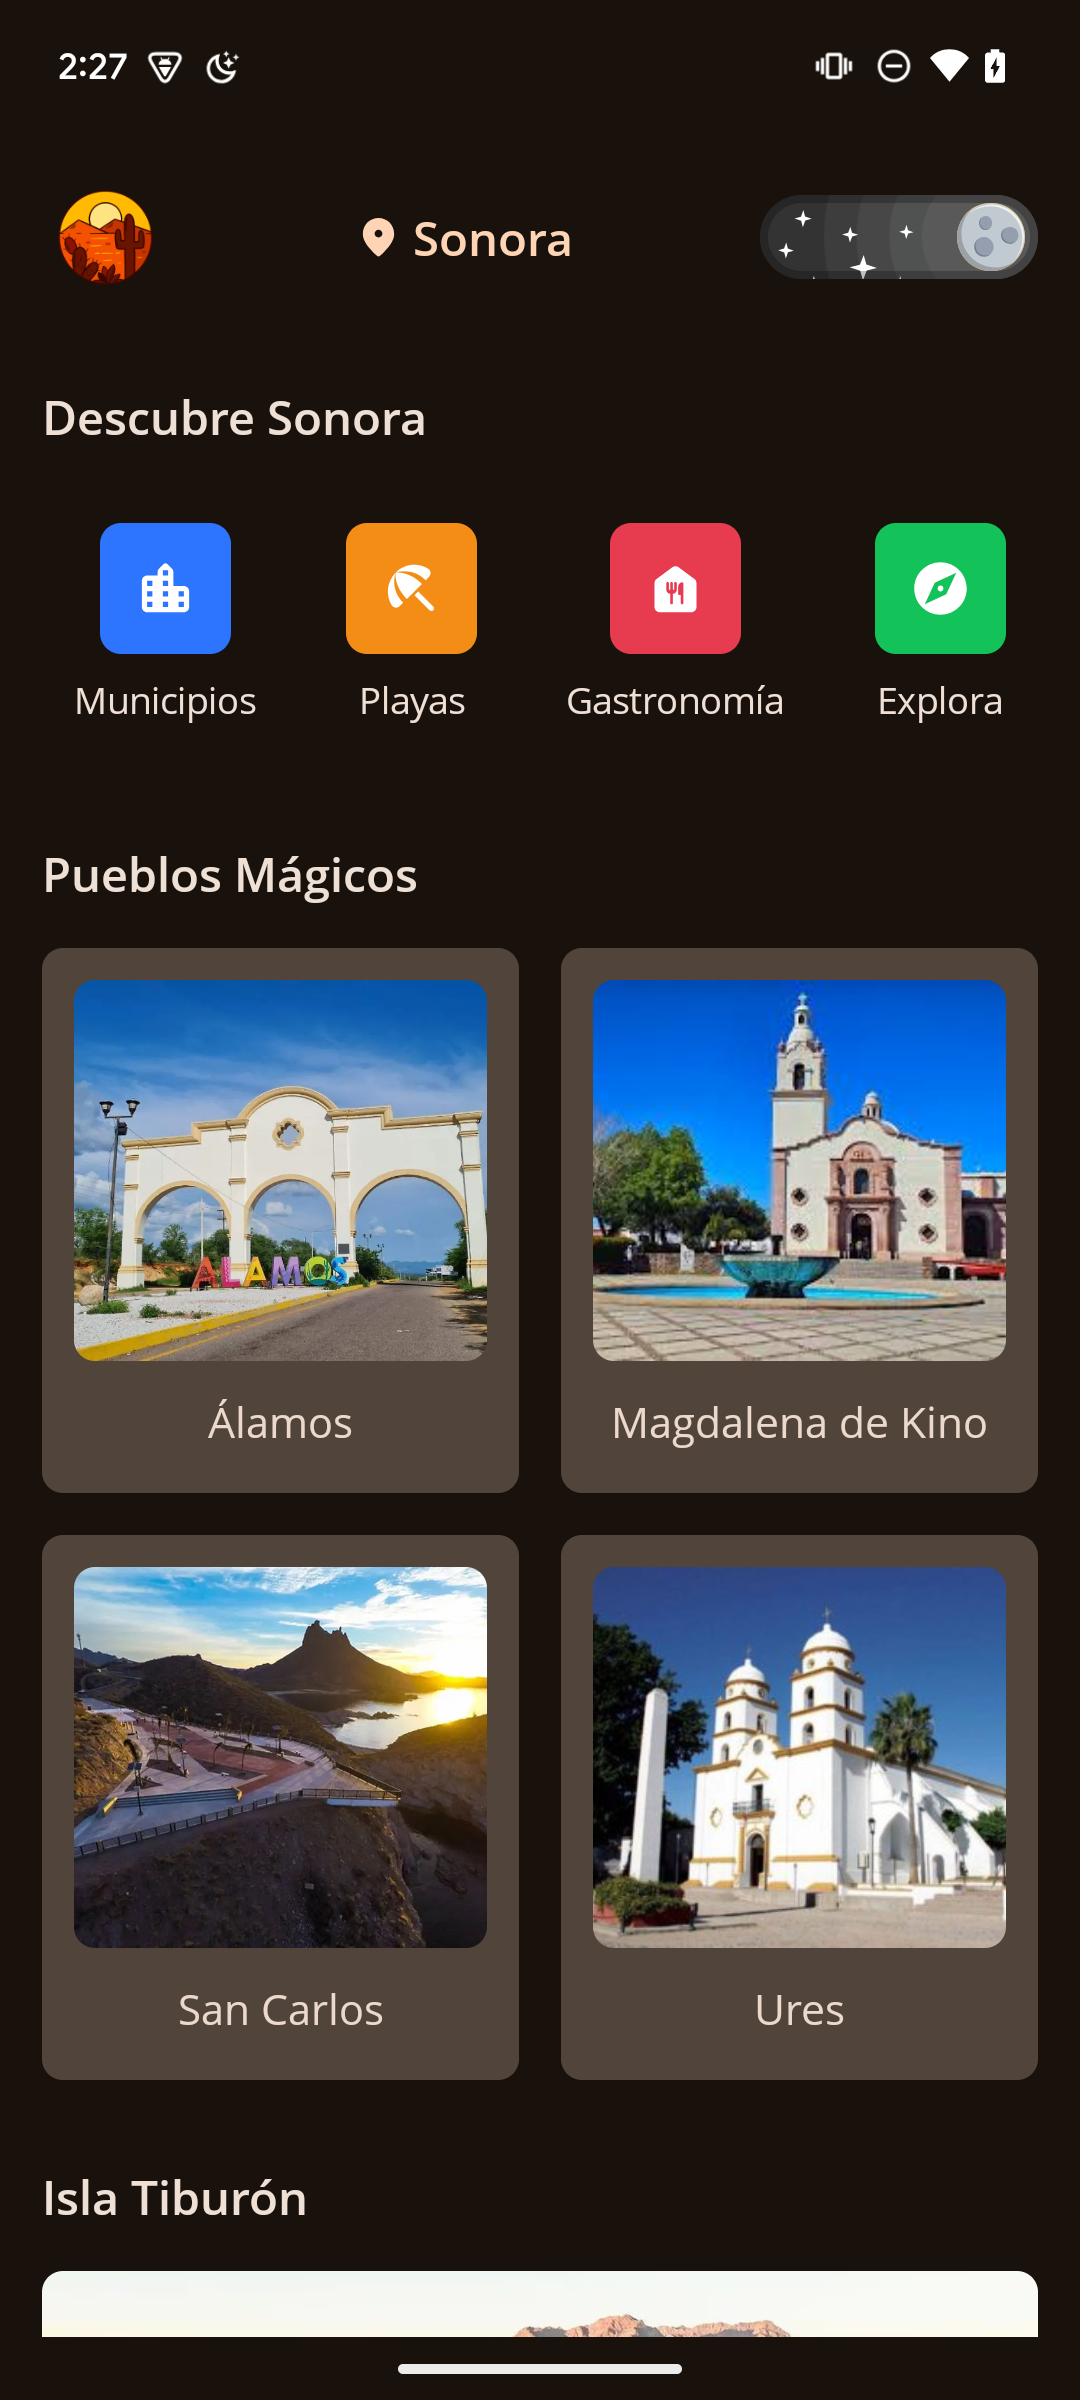 2:27
Sonora
Descubre Sonora
Municipios
Playas
Gastronomía
Explora
Pueblos Mágicos
ALAMOS
Álamos
Magdalena de Kino
San Carlos
Ures
Isla Tiburón